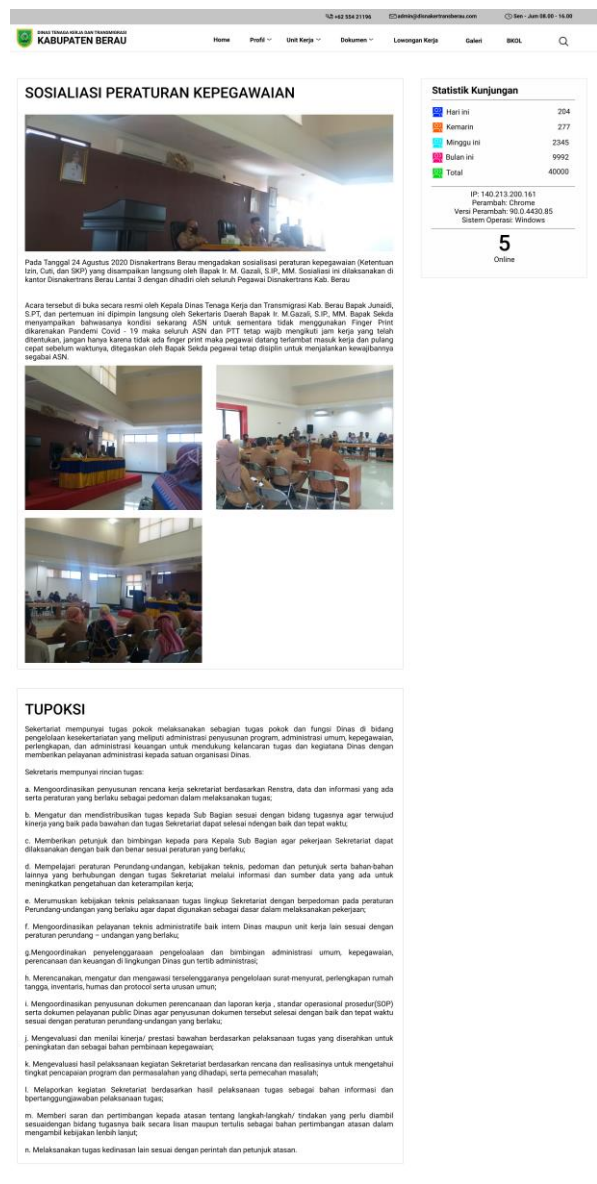 +62 554 21196 admin@disnakertransberau.com Sen - Jum 08.00 - 16.00
DINAS TENAGA KERJA DAN TRANSMIGRASI
KABUPATEN BERAU
Home Profil Unit Kerja Dokumen Lowongan Kerja Galeri BKOL
SOSIALIASI PERATURAN KEPEGAWAIAN
Pada Tanggal 24 Agustus 2020 Disnakertrans Berau mengadakan sosialisasi peraturan kepegawaian (Ketentuan
Izin, Cuti, dan SKP) yang disampaikan langsung oleh Bapak Ir. M. Gazali, S.IP., MM. Sosialiasi ini dilaksanakan di
kantor Disnakertrans Berau Lantai 3 dengan dihadiri oleh seluruh Pegawai Disnakertrans Kab. Berau
Acara tersebut di buka secara resmi oleh Kepala Dinas Tenaga Kerja dan Transmigrasi Kab. Berau Bapak Junaidi,
S.PT, dan pertemuan ini dipimpin langsung oleh Sekertaris Daerah Bapak Ir. M.Gazali, S.IP., MM. Bapak Sekda
menyampaikan bahwasanya kondisi sekarang ASN untuk sementara tidak menggunakan Finger Print
dikarenakan Pandemi Covid - 19 maka seluruh ASN dan PTT tetap wajib mengikuti jam kerja yang telah
ditentukan, jangan hanya karena tidak ada finger print maka pegawai datang terlambat masuk kerja dan pulang
cepat sebelum waktunya, ditegaskan oleh Bapak Sekda pegawai tetap disiplin untuk menjalankan kewajibannya
segabai ASN.
Statistik Kunjungan
Hari ini 204
Kemarin 277
Minggu ini 2345
Bulan ini 9992
Total 40000
IP: 140.213.200.161
Perambah: Chrome
Versi Perambah: 90.0.4430.85
Sistem Operasi: Windows
5
Online
TUPOKSI
Sekertariat mempunyai tugas pokok melaksanakan sebagian tugas pokok dan fungsi Dinas di bidang
pengelolaan kesekertariatan yang meliputi administrasi penyusunan program, administrasi umum, kepegawaian,
perlengkapan, dan administrasi keuangan untuk mendukung kelancaran tugas dan kegiatana Dinas dengan
memberikan pelayanan administrasi kepada satuan organisasi Dinas.
Sekretaris mempunyai rincian tugas:
a. Mengoordinasikan penyusunan rencana kerja sekretariat berdasarkan Renstra, data dan informasi yang ada
serta peraturan yang berlaku sebagai pedoman dalam melaksanakan tugas;
b. Mengatur dan mendistribusikan tugas kepada Sub Bagian sesuai dengan bidang tugasnya agar terwujud
kinerja yang baik pada bawahan dan tugas Sekretariat dapat selesai ndengan baik dan tepat waktu;
c. Memberikan petunjuk dan bimbingan kepada para Kepala Sub Bagian agar pekerjaan Sekretariat dapat
dilaksanakan dengan baik dan benar sesuai peraturan yang berlaku;
d. Mempelajari peraturan Perundang-undangan, kebijakan teknis, pedoman dan petunjuk serta bahan-bahan
lainnya yang berhubungan dengan tugas Sekretariat melalui informasi dan sumber data yang ada untuk
meningkatkan pengetahuan dan keterampilan kerja;
e. Merumuskan kebijakan teknis pelaksanaan tugas lingkup Sekretariat dengan berpedoman pada peraturan
Perundang-undangan yang berlaku agar dapat digunakan sebagai dasar dalam melaksanakan pekerjaan;
f. Mengoordinasikan pelayanan teknis administratife baik intern Dinas maupun unit kerja lain sesuai dengan
peraturan perundang – undangan yang berlaku;
g.Mengoordinakan penyelenggaraaan pengeloalaan dan bimbingan administrasi umum, kepegawaian,
perencanaan dan keuangan di lingkungan Dinas gun tertib administrasi;
h. Merencanakan, mengatur dan mengawasi terselenggaranya pengelolaan surat-menyurat, perlengkapan rumah
tangga, inventaris, humas dan protocol serta urusan umun;
i. Mengoordinasikan penyusunan dokumen perencanaan dan laporan kerja , standar operasional prosedur(SOP)
serta dokumen pelayanan public Dinas agar penyusunan dokumen tersebut selesai dengan baik dan tepat waktu
sesuai dengan peraturan perundang-undangan yang berlaku;
j. Mengevaluasi dan menilai kinerja/ prestasi bawahan berdasarkan pelaksanaan tugas yang diserahkan untuk
peningkatan dan sebagai bahan pembinaan kepegawaian;
k. Mengevaluasi hasil pelaksanaan kegiatan Sekretariat berdasarkan rencana dan realisasinya untuk mengetahui
tingkat pencapaian program dan permasalahan yang dihadapi, serta pemecahan masalah;
l. Melaporkan kegiatan Sekretariat berdasarkan hasil pelaksanaan tugas sebagai bahan informasi dan
bpertanggungjawaban pelaksanaan tugas;
m. Memberi saran dan pertimbangan kepada atasan tentang langkah-langkah/ tindakan yang perlu diambil
sesuaidengan bidang tugasnya baik secara lisan maupun tertulis sebagai bahan pertimbangan atasan dalam
mengambil kebijakan lenbih lanjut;
n. Melaksanakan tugas kedinasan lain sesuai dengan perintah dan petunjuk atasan.